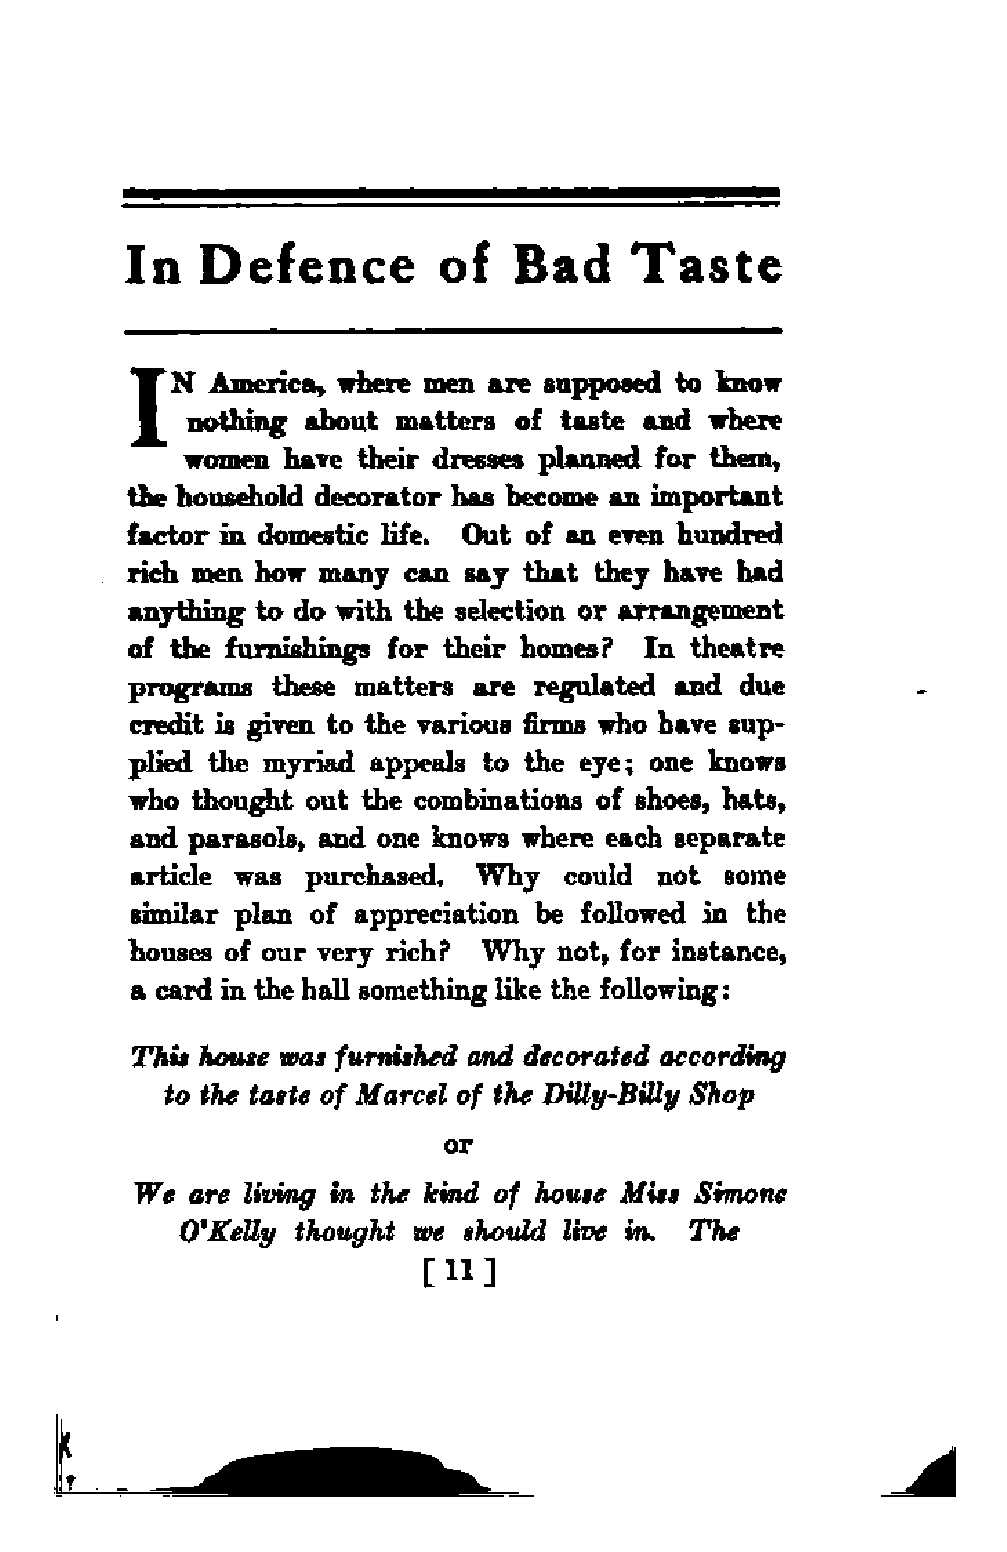 In Defence of Bad Taste
IN America, where men are supposed to know
nothing about matters of taste and where
women have their dresses planned for them,
the household decorator has become an important
factor in domestic life. Out of an even hundred
rich men how many can say that they have had
anything to do with the selection or arrangement
of the furnishings for their homes? In theatre
programs these matters are regulated and due
credit is given to the various firms who have sup-
plied the myriad appeals to the eye; one knows
who thought out the combinations of shoes, hats,
and parasols, and one knows where each separate
article was purchased. Why could not some
similar plan of appreciation be followed in the
houses of our very rich? Why not, for instance,
a card in the hall something like the following:
This house was furnished and decorated according
to the taste of Marcel of the Dilly-Billy Shop
or
We are living in the kind of house Miss Simone
O'Kelly thought we should live in. The
[ 11 ]